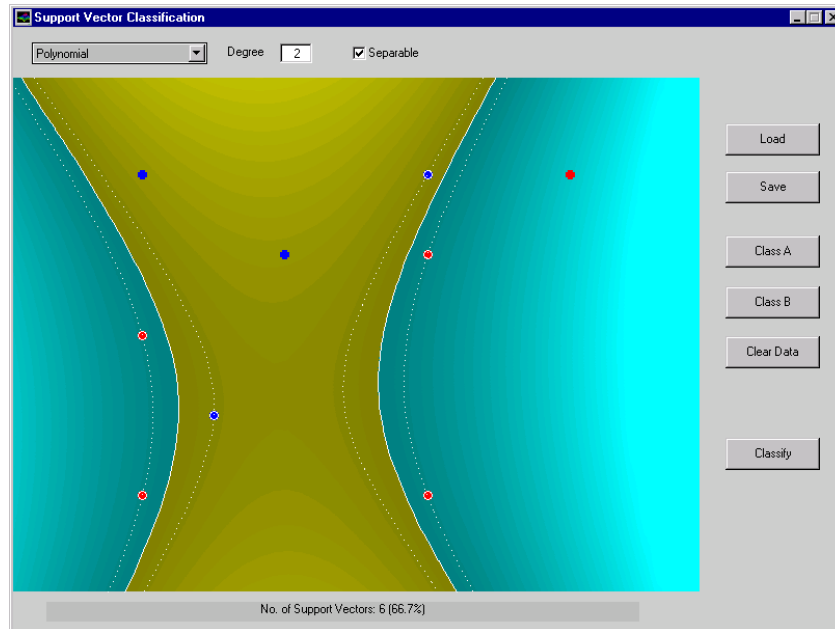 Support Vector Classification
Polynomial
Degree 2
Separable
Load
Save
Class A
Class B
Clear Data
Classify
No. of Support Vectors: 6 (66.7%)